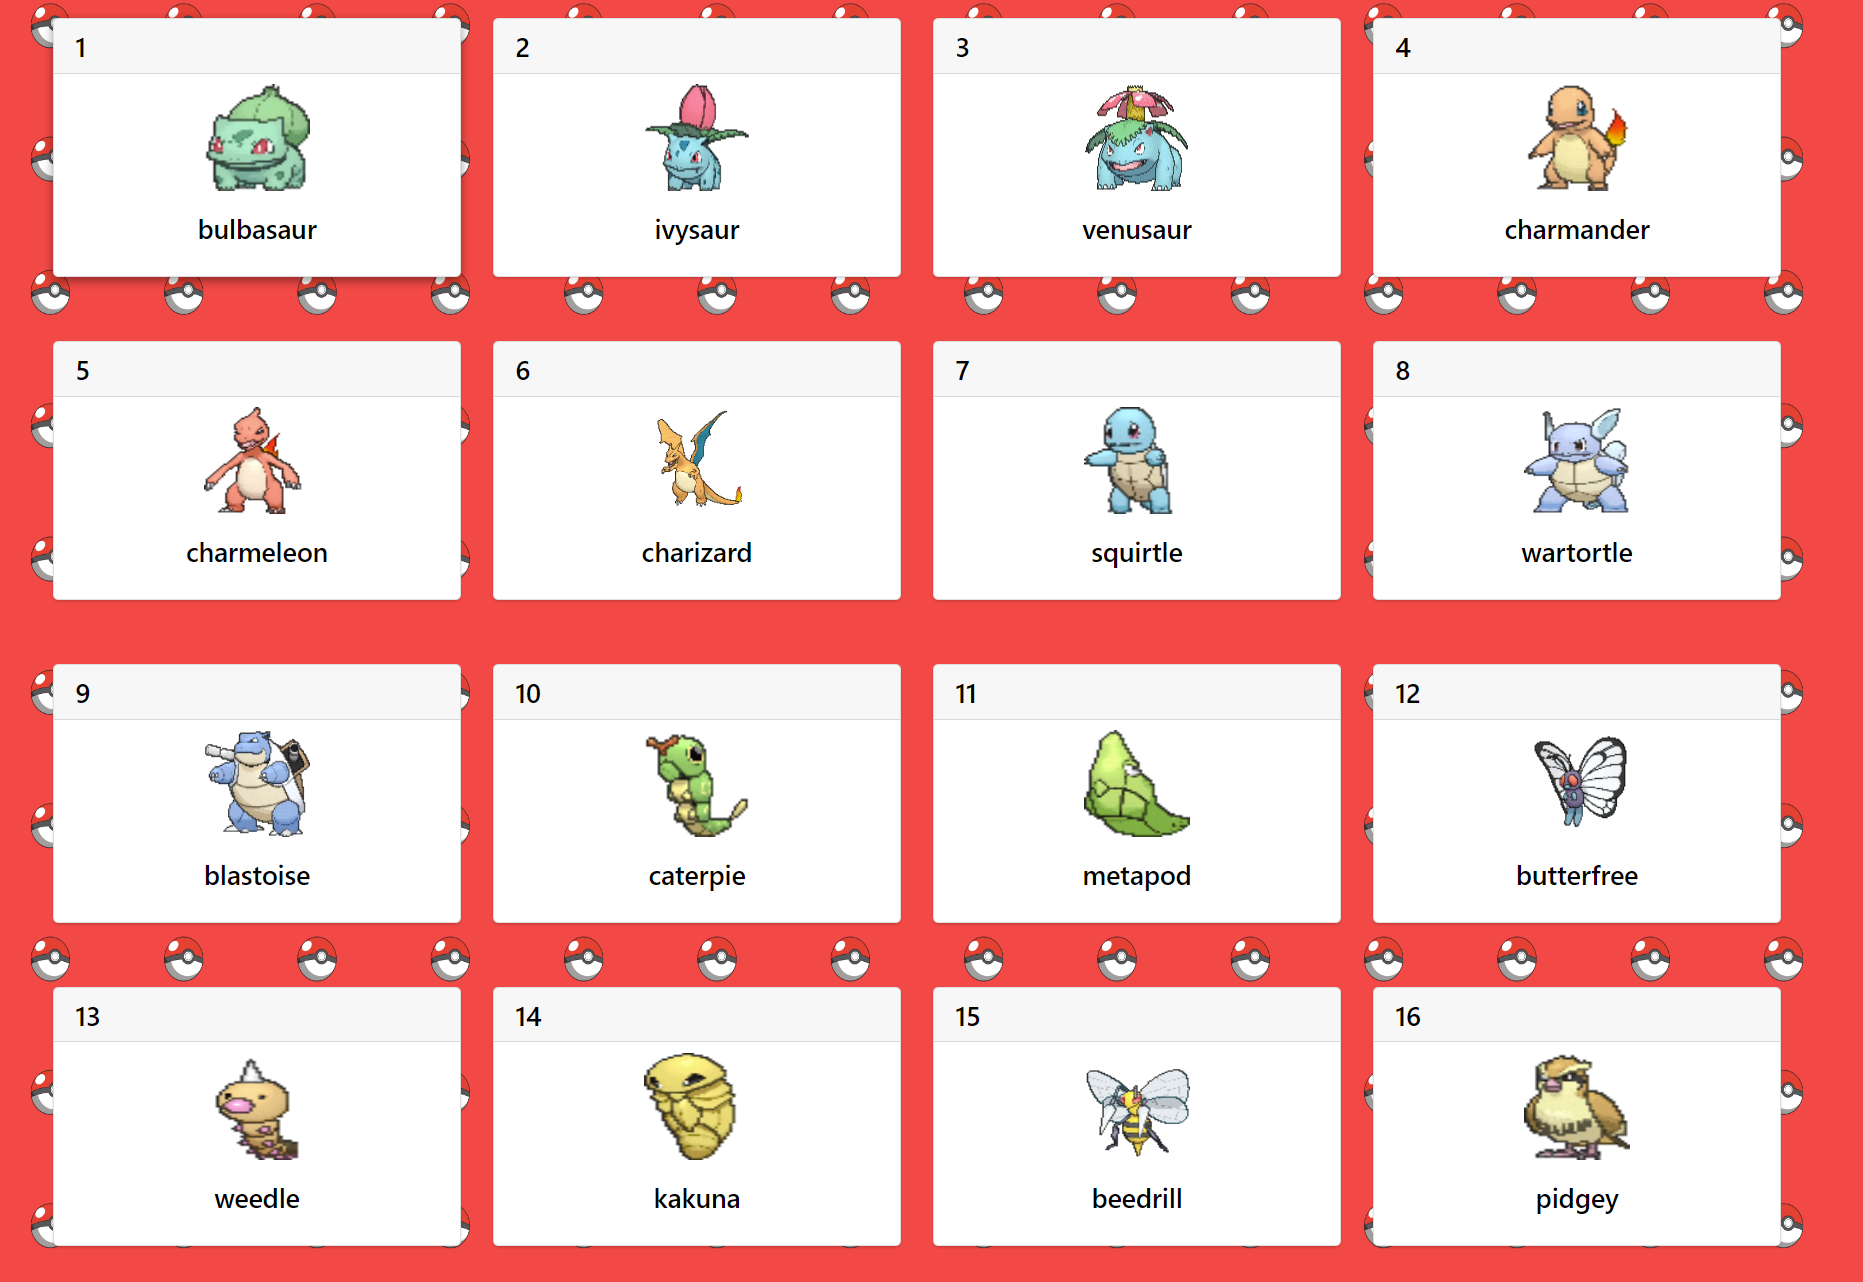 1
bulbasaur
2
ivysaur
3
venusaur
4
charmander
5
charmeleon
6
charizard
7
squirtle
8
wartortle
9
blastoise
10
caterpie
11
metapod
12
butterfree
13
weedle
14
kakuna
15
beedrill
16
pidgey